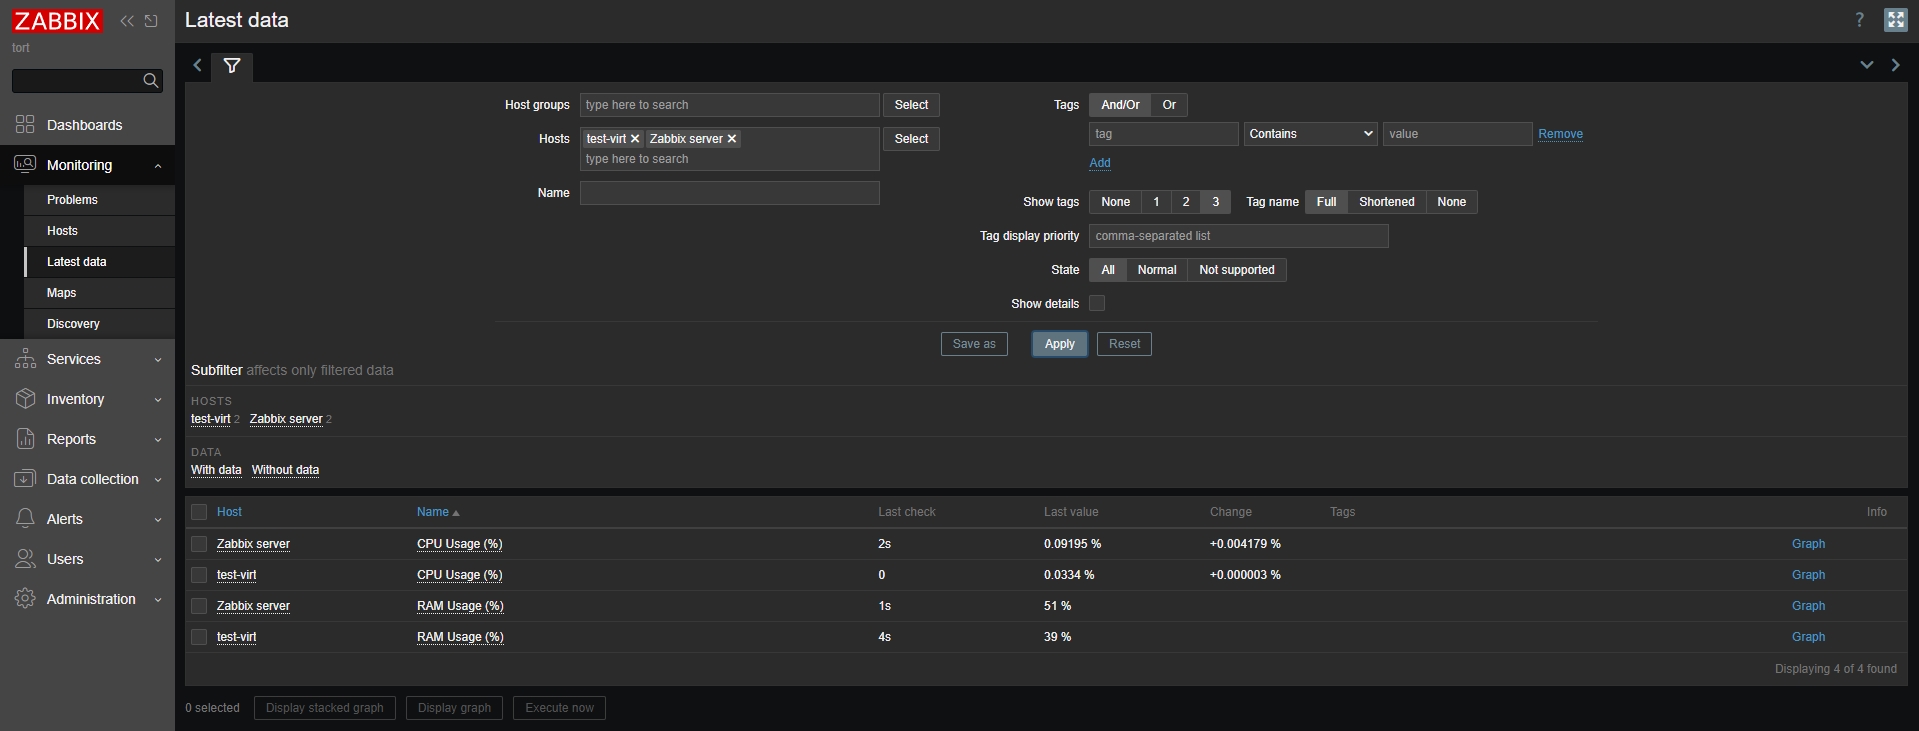 ZABBIX
tort
Dashboards
Monitoring
Problems
Hosts
Latest data
Maps
Discovery
Services
Inventory
Reports
Data collection
Alerts
Users
Administration
Latest data
?
Host groups type here to search Select
Hosts test-virt Zabbix server Select
type here to search
Name
Tags And/Or Or
tag Contains value Remove
Add
Show tags None 1 2 3 Tag name Full Shortened None
Tag display priority comma-separated list
State All Normal Not supported
Show details
Save as Apply Reset
Subfilter affects only filtered data
HOSTS
test-virt 2 Zabbix server 2
DATA
With data Without data
Host Name Last check Last value Change Tags Info
Zabbix server CPU Usage (%) 2s 0.09195 % +0.004179 % Graph
test-virt CPU Usage (%) 0 0.0334 % +0.000003 % Graph
Zabbix server RAM Usage (%) 1s 51 % Graph
test-virt RAM Usage (%) 4s 39 % Graph
Displaying 4 of 4 found
0 selected Display stacked graph Display graph Execute now